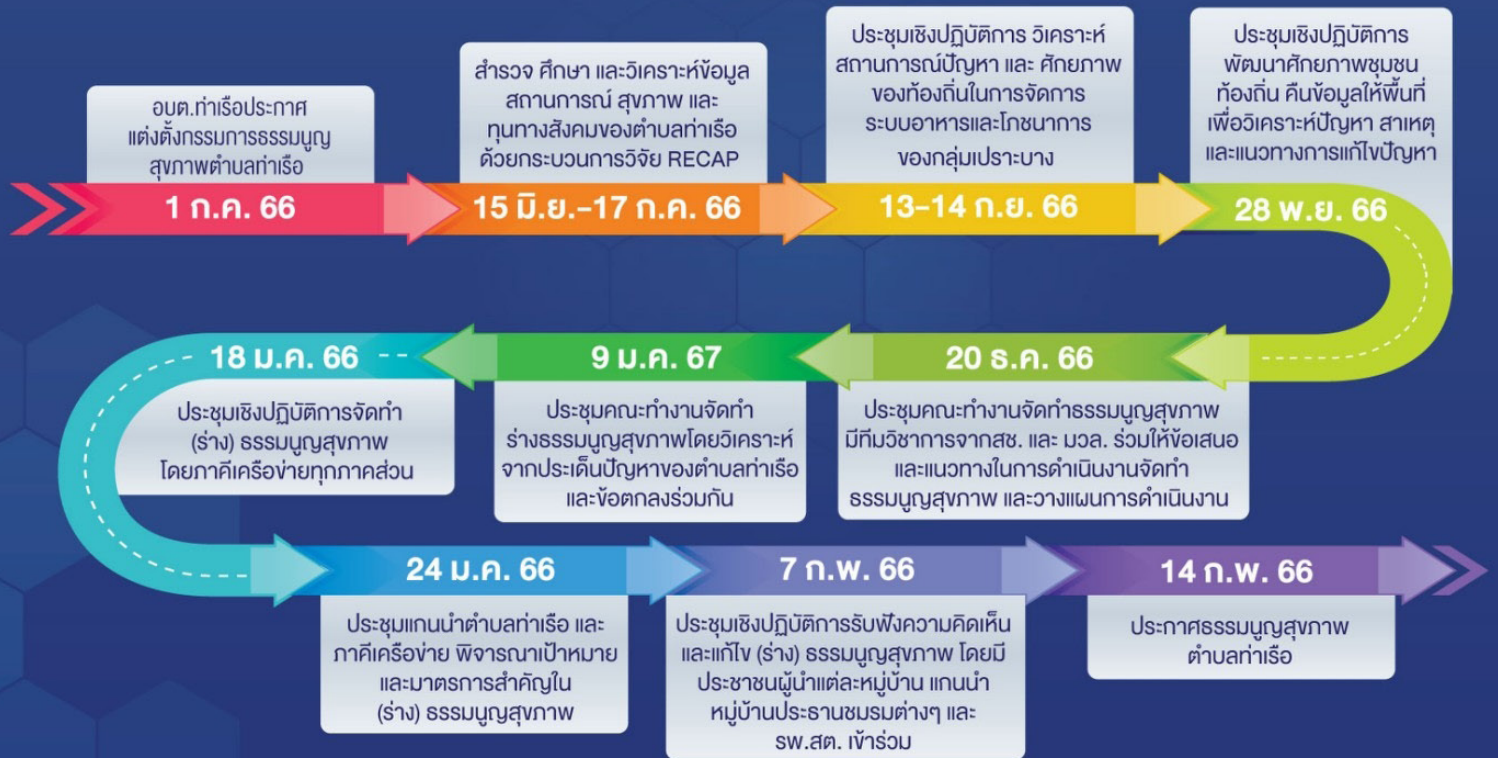 อบต.ท่าเรือประกาศ
แต่งตั้งกรรมการธรรมนูญ
สุขภาพตำบลท่าเรือ
1 ก.ค. 66
สำรวจ ศึกษา และวิเคราะห์ข้อมูล
สถานการณ์ สุขภาพ และ
ทุนทางสังคมของตำบลท่าเรือ
ด้วยกระบวนการวิจัย RECAP
15 มิ.ย.-17 ก.ค. 66
ประชุมเชิงปฏิบัติการ วิเคราะห์
สถานการณ์ปัญหา และ ศักยภาพ
ของท้องถิ่นในการจัดการ
ระบบอาหารและโภชนาการ
ของกลุ่มเปราะบาง
13-14 ก.ย. 66
ประชุมเชิงปฏิบัติการ
พัฒนาศักยภาพชุมชน
ท้องถิ่น คืนข้อมูลให้พื้นที่
เพื่อวิเคราะห์ปัญหา สาเหตุ
และแนวทางการแก้ไขปัญหา
28 พ.ย. 66
20 ธ.ค. 66
ประชุมคณะทำงานจัดทำธรรมนูญสุขภาพ
มีทีมวิชาการจากสช. และ มวล. ร่วมให้ข้อเสนอ
และแนวทางในการดำเนินงานจัดทำ
ธรรมนูญสุขภาพ และวางแผนการดำเนินงาน
9 ม.ค. 67
ประชุมคณะทำงานจัดทำ
ร่างธรรมนูญสุขภาพโดยวิเคราะห์
จากประเด็นปัญหาของตำบลท่าเรือ
และข้อตกลงร่วมกัน
18 ม.ค. 66
ประชุมเชิงปฏิบัติการจัดทำ
(ร่าง) ธรรมนูญสุขภาพ
โดยภาคีเครือข่ายทุกภาคส่วน
24 ม.ค. 66
ประชุมแกนนำตำบลท่าเรือ และ
ภาคีเครือข่าย พิจารณาเป้าหมาย
และมาตรการสำคัญใน
(ร่าง) ธรรมนูญสุขภาพ
7 ก.พ. 66
ประชุมเชิงปฏิบัติการรับฟังความคิดเห็น
และแก้ไข (ร่าง) ธรรมนูญสุขภาพ โดยมี
ประชาชนผู้นำแต่ละหมู่บ้าน แกนนำ
หมู่บ้านประธานชมรมต่างๆ และ
รพ.สต. เข้าร่วม
14 ก.พ. 66
ประกาศธรรมนูญสุขภาพ
ตำบลท่าเรือ